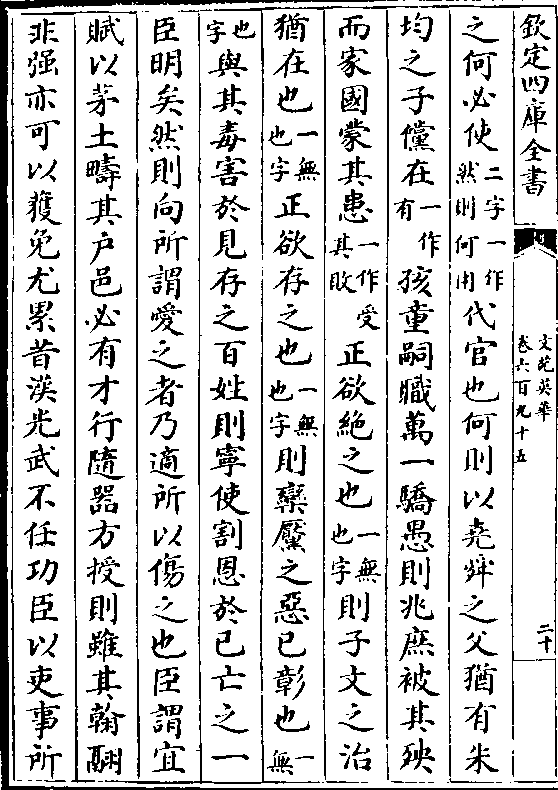 欽定四庫全書
文苑英華
卷六百九十五
二十
之何必使二字一作然則何用代官也何則以堯舜之父猶有朱
均之子儻在一作有孩童嗣職萬一驕愚則兆庶被其殃
而家國蒙其患一作受其敗正欲絶之也一無也字則子文之治
猶在也一無也字正欲存之也一無也字則欒黶之惡已彰也一無
也字與其毒害於見存之百姓則寧使割恩於已亡之一
臣明矣然則向所謂愛之者乃適所以傷之也臣謂宜
賦以茅土疇其户邑必有才行隨器方授則雖其翰翮
非强亦可以獲免尤累昔漢光武不任功臣以吏事所